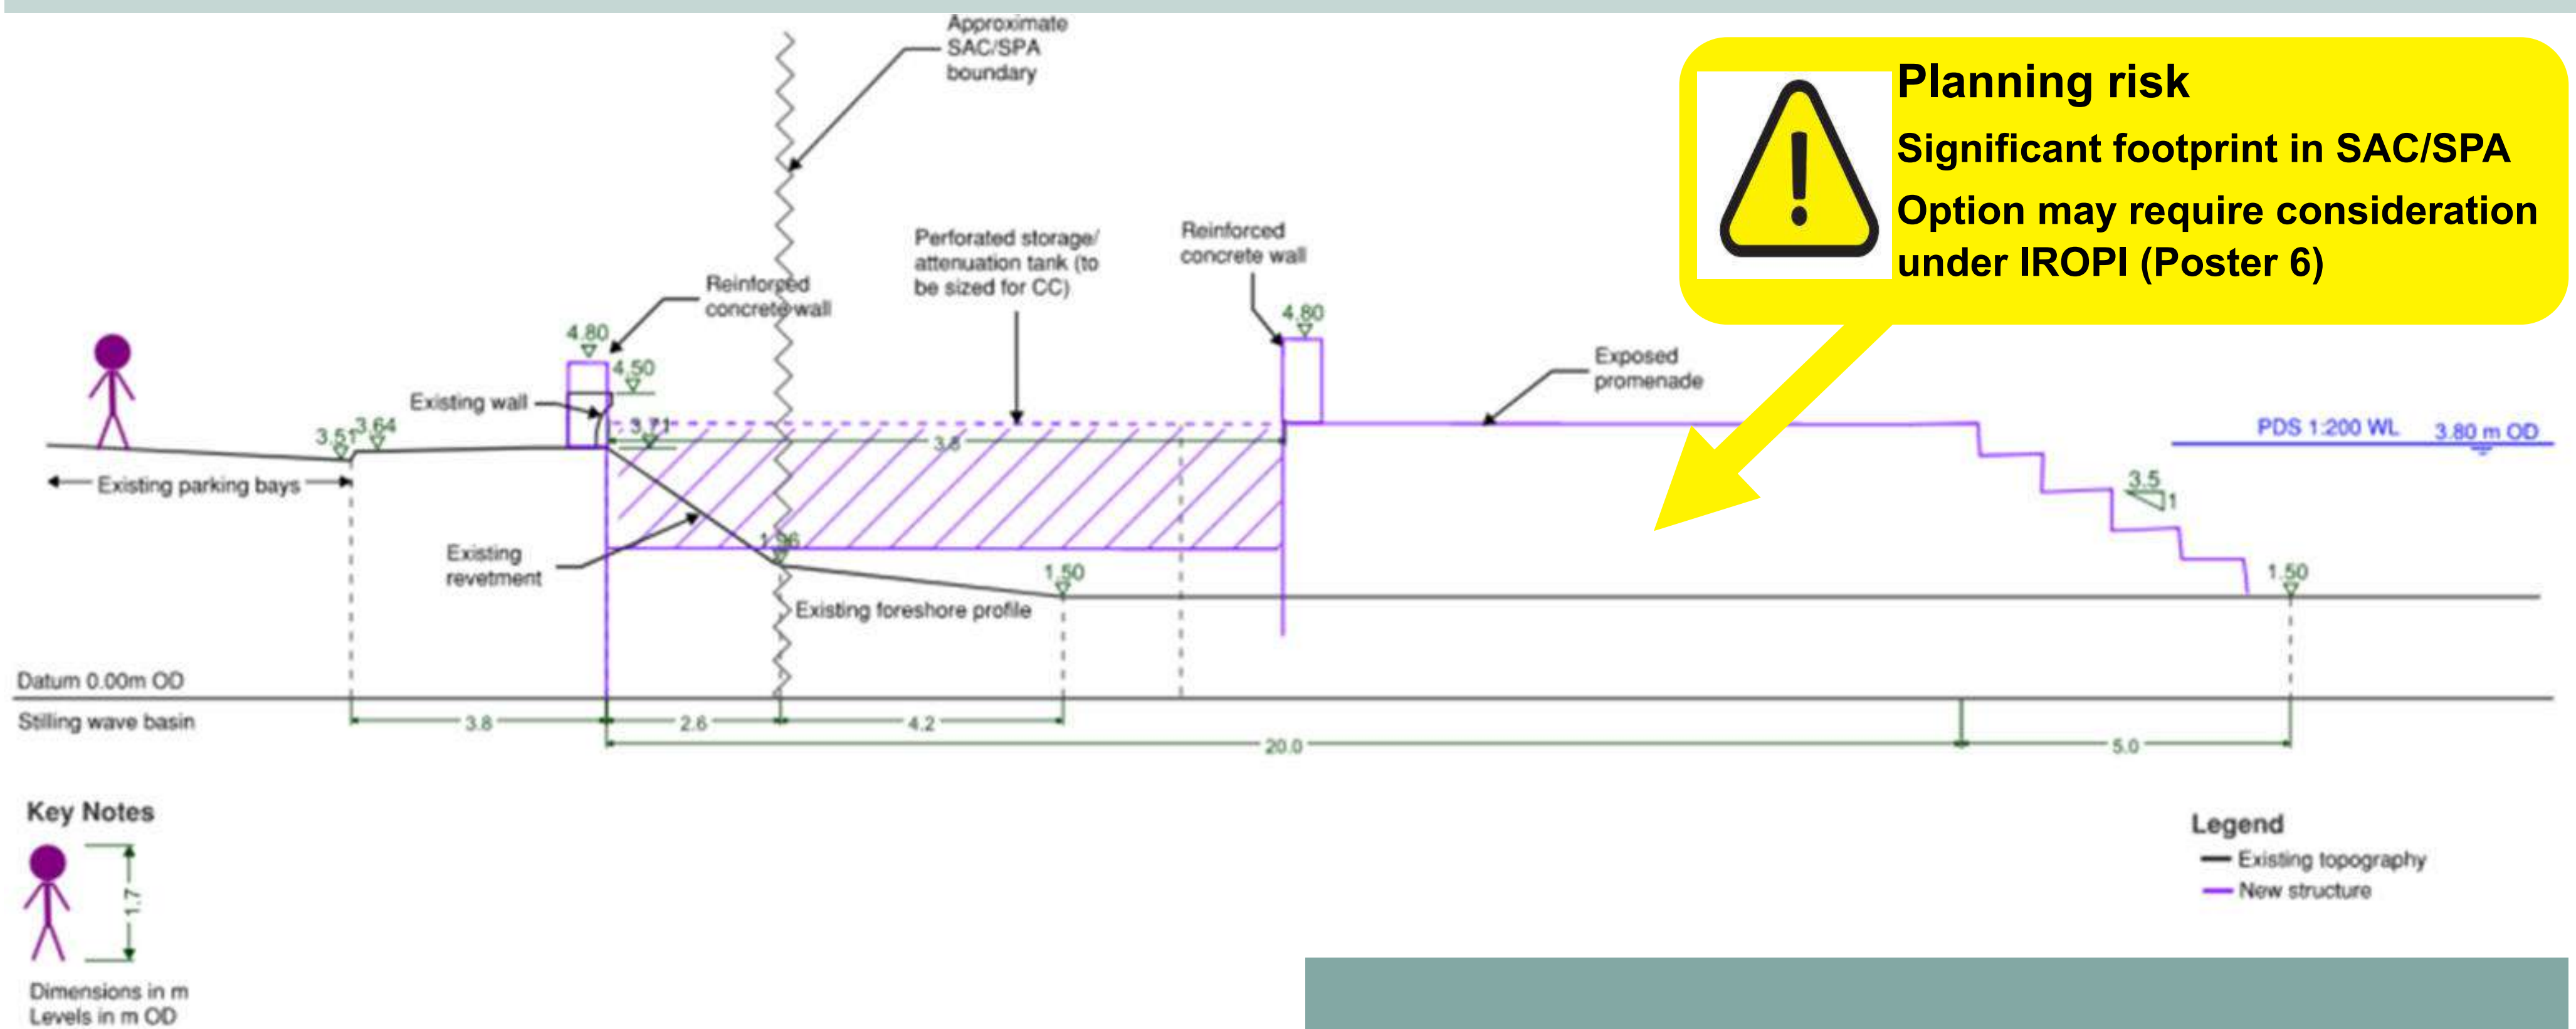 Approximate
SAC/SPA
boundary
Planning risk
Significant footprint in SAC/SPA
Option may require consideration
under IROPI (Poster 6)
Reinforced
concrete wall
Perforated storage/
attenuation tank (to
be sized for CC)
Reinforced
concrete wall
4.80
4.80
4.50
Existing wall
Exposed
promenade
3.51
3.64
3.71
3.8
PDS 1:200 WL 3.80 m OD
Existing parking bays
3.5
1
Existing
revetment
1.96
1.50
1.50
Existing foreshore profile
Datum 0.00m OD
Stilling wave basin
3.8
2.6
4.2
20.0
5.0
Key Notes
1.7
Dimensions in m
Levels in m OD
Legend
Existing topography
New structure